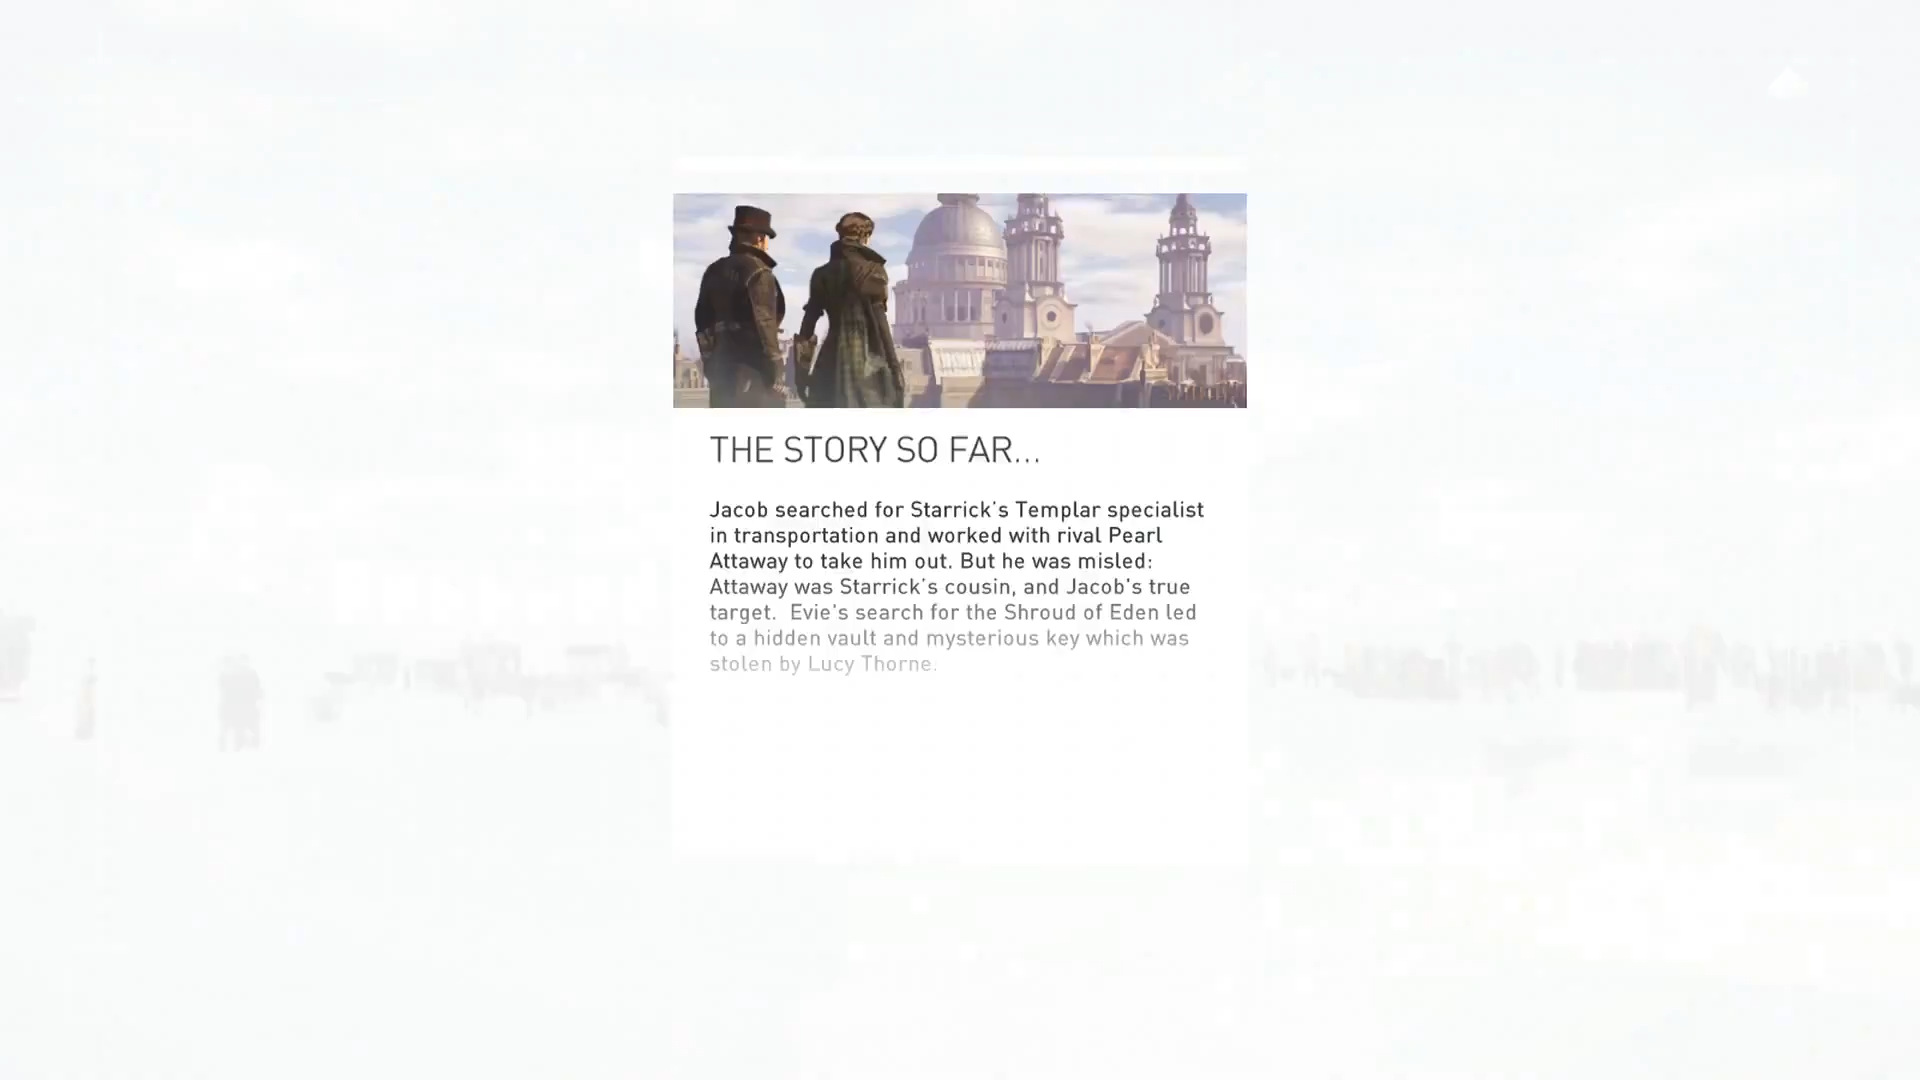 THE STORY SO FAR...
Jacob searched for Starrick's Templar specialist
in transportation and worked with rival Pearl
Attaway to take him out. But he was misled:
Attaway was Starrick's cousin, and Jacob's true
target.  Evie's search for the Shroud of Eden led
to a hidden vault and mysterious key which was
stolen by Lucy Thorne.